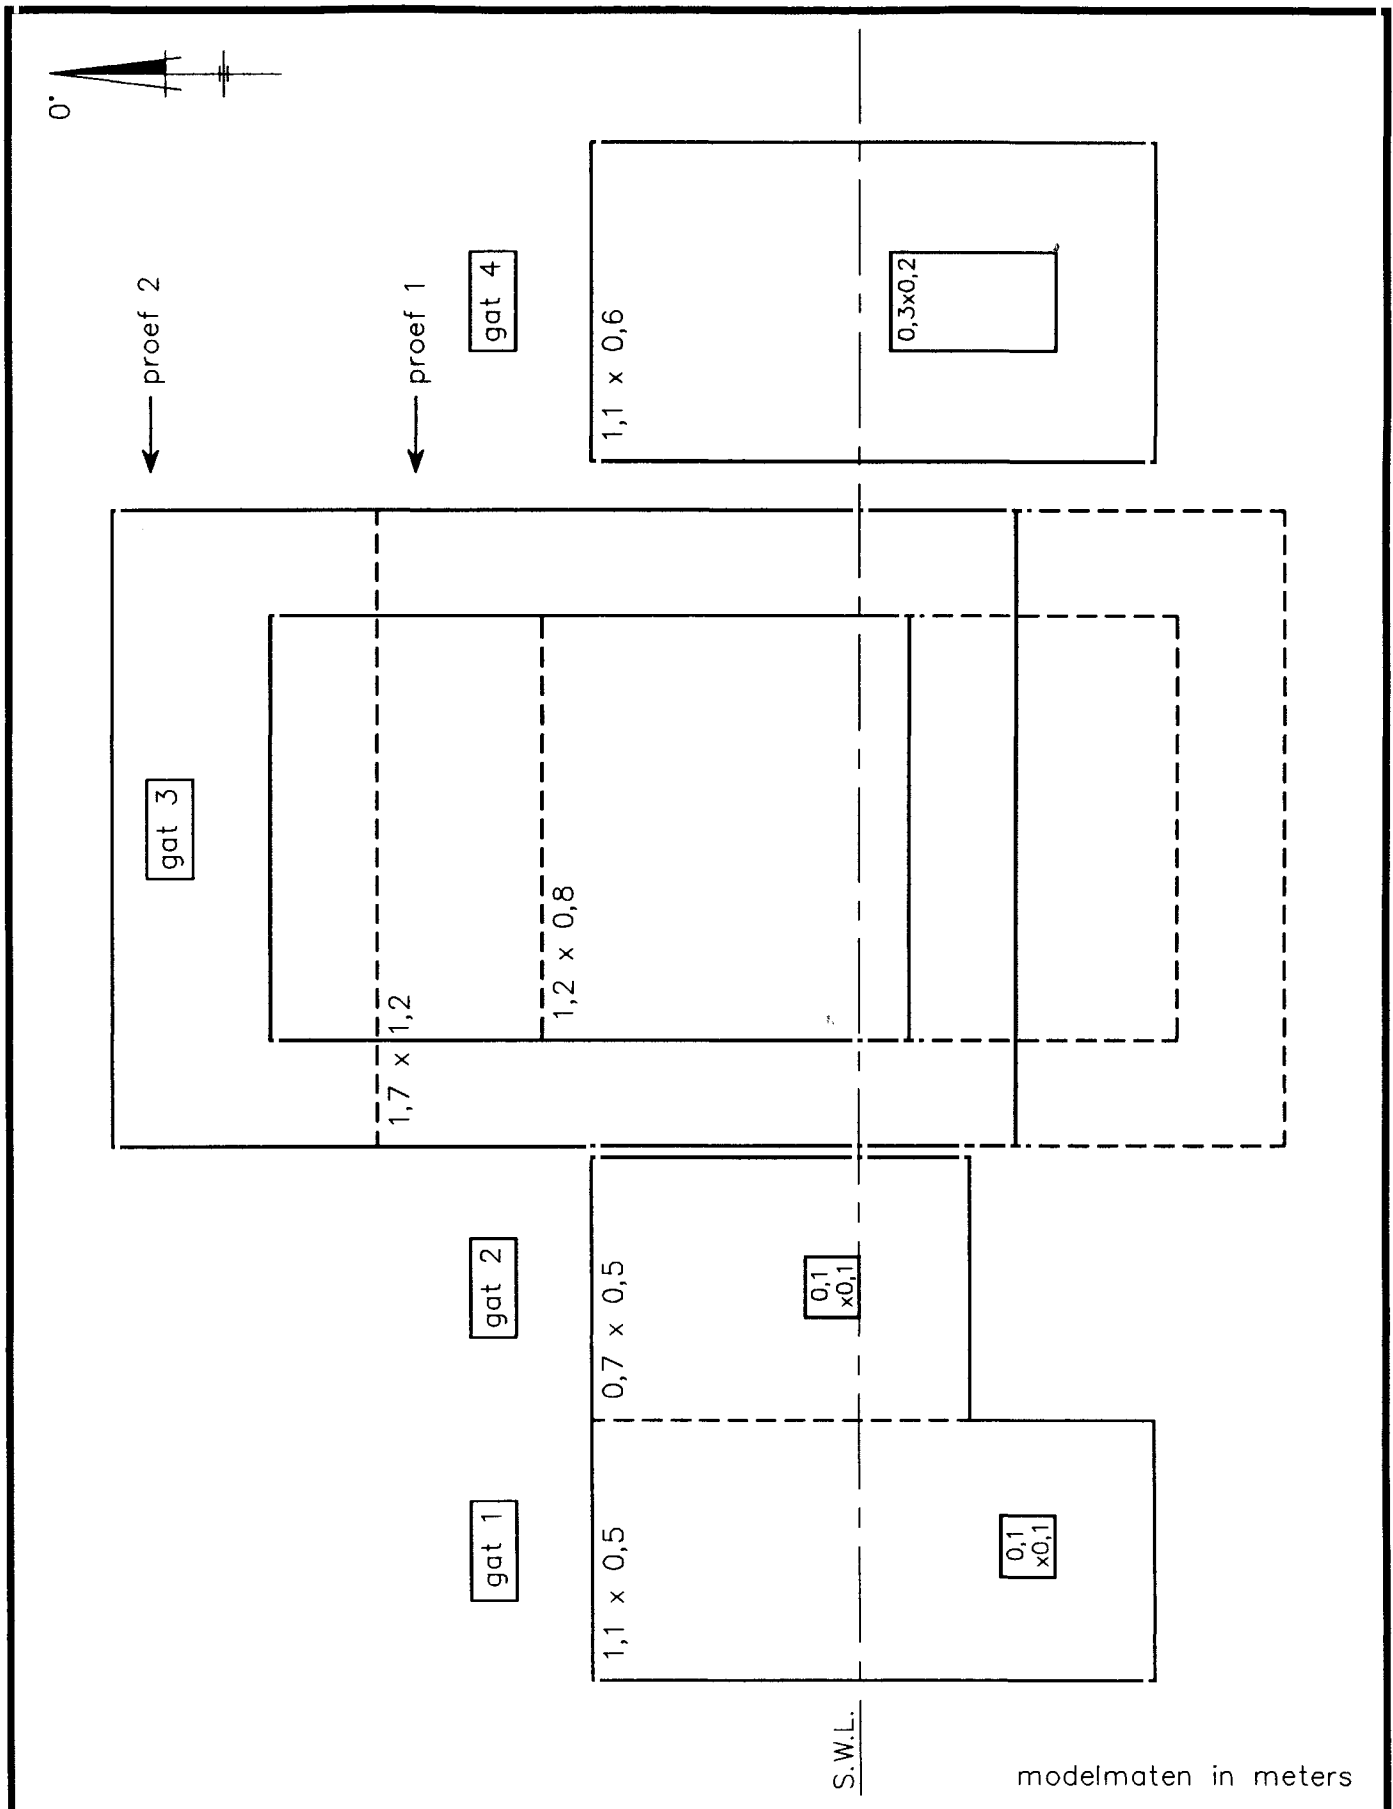 0°
proef 2
proef 1
gat 4
1,1 x 0,6
0,3x0,2
gat 3
1,7 x 1,2
1,2 x 0,8
gat 2
0,7 x 0,5
0,1
x0,1
gat 1
1,1 x 0,5
0,1
x0,1
S.W.L.
modelmaten in meters